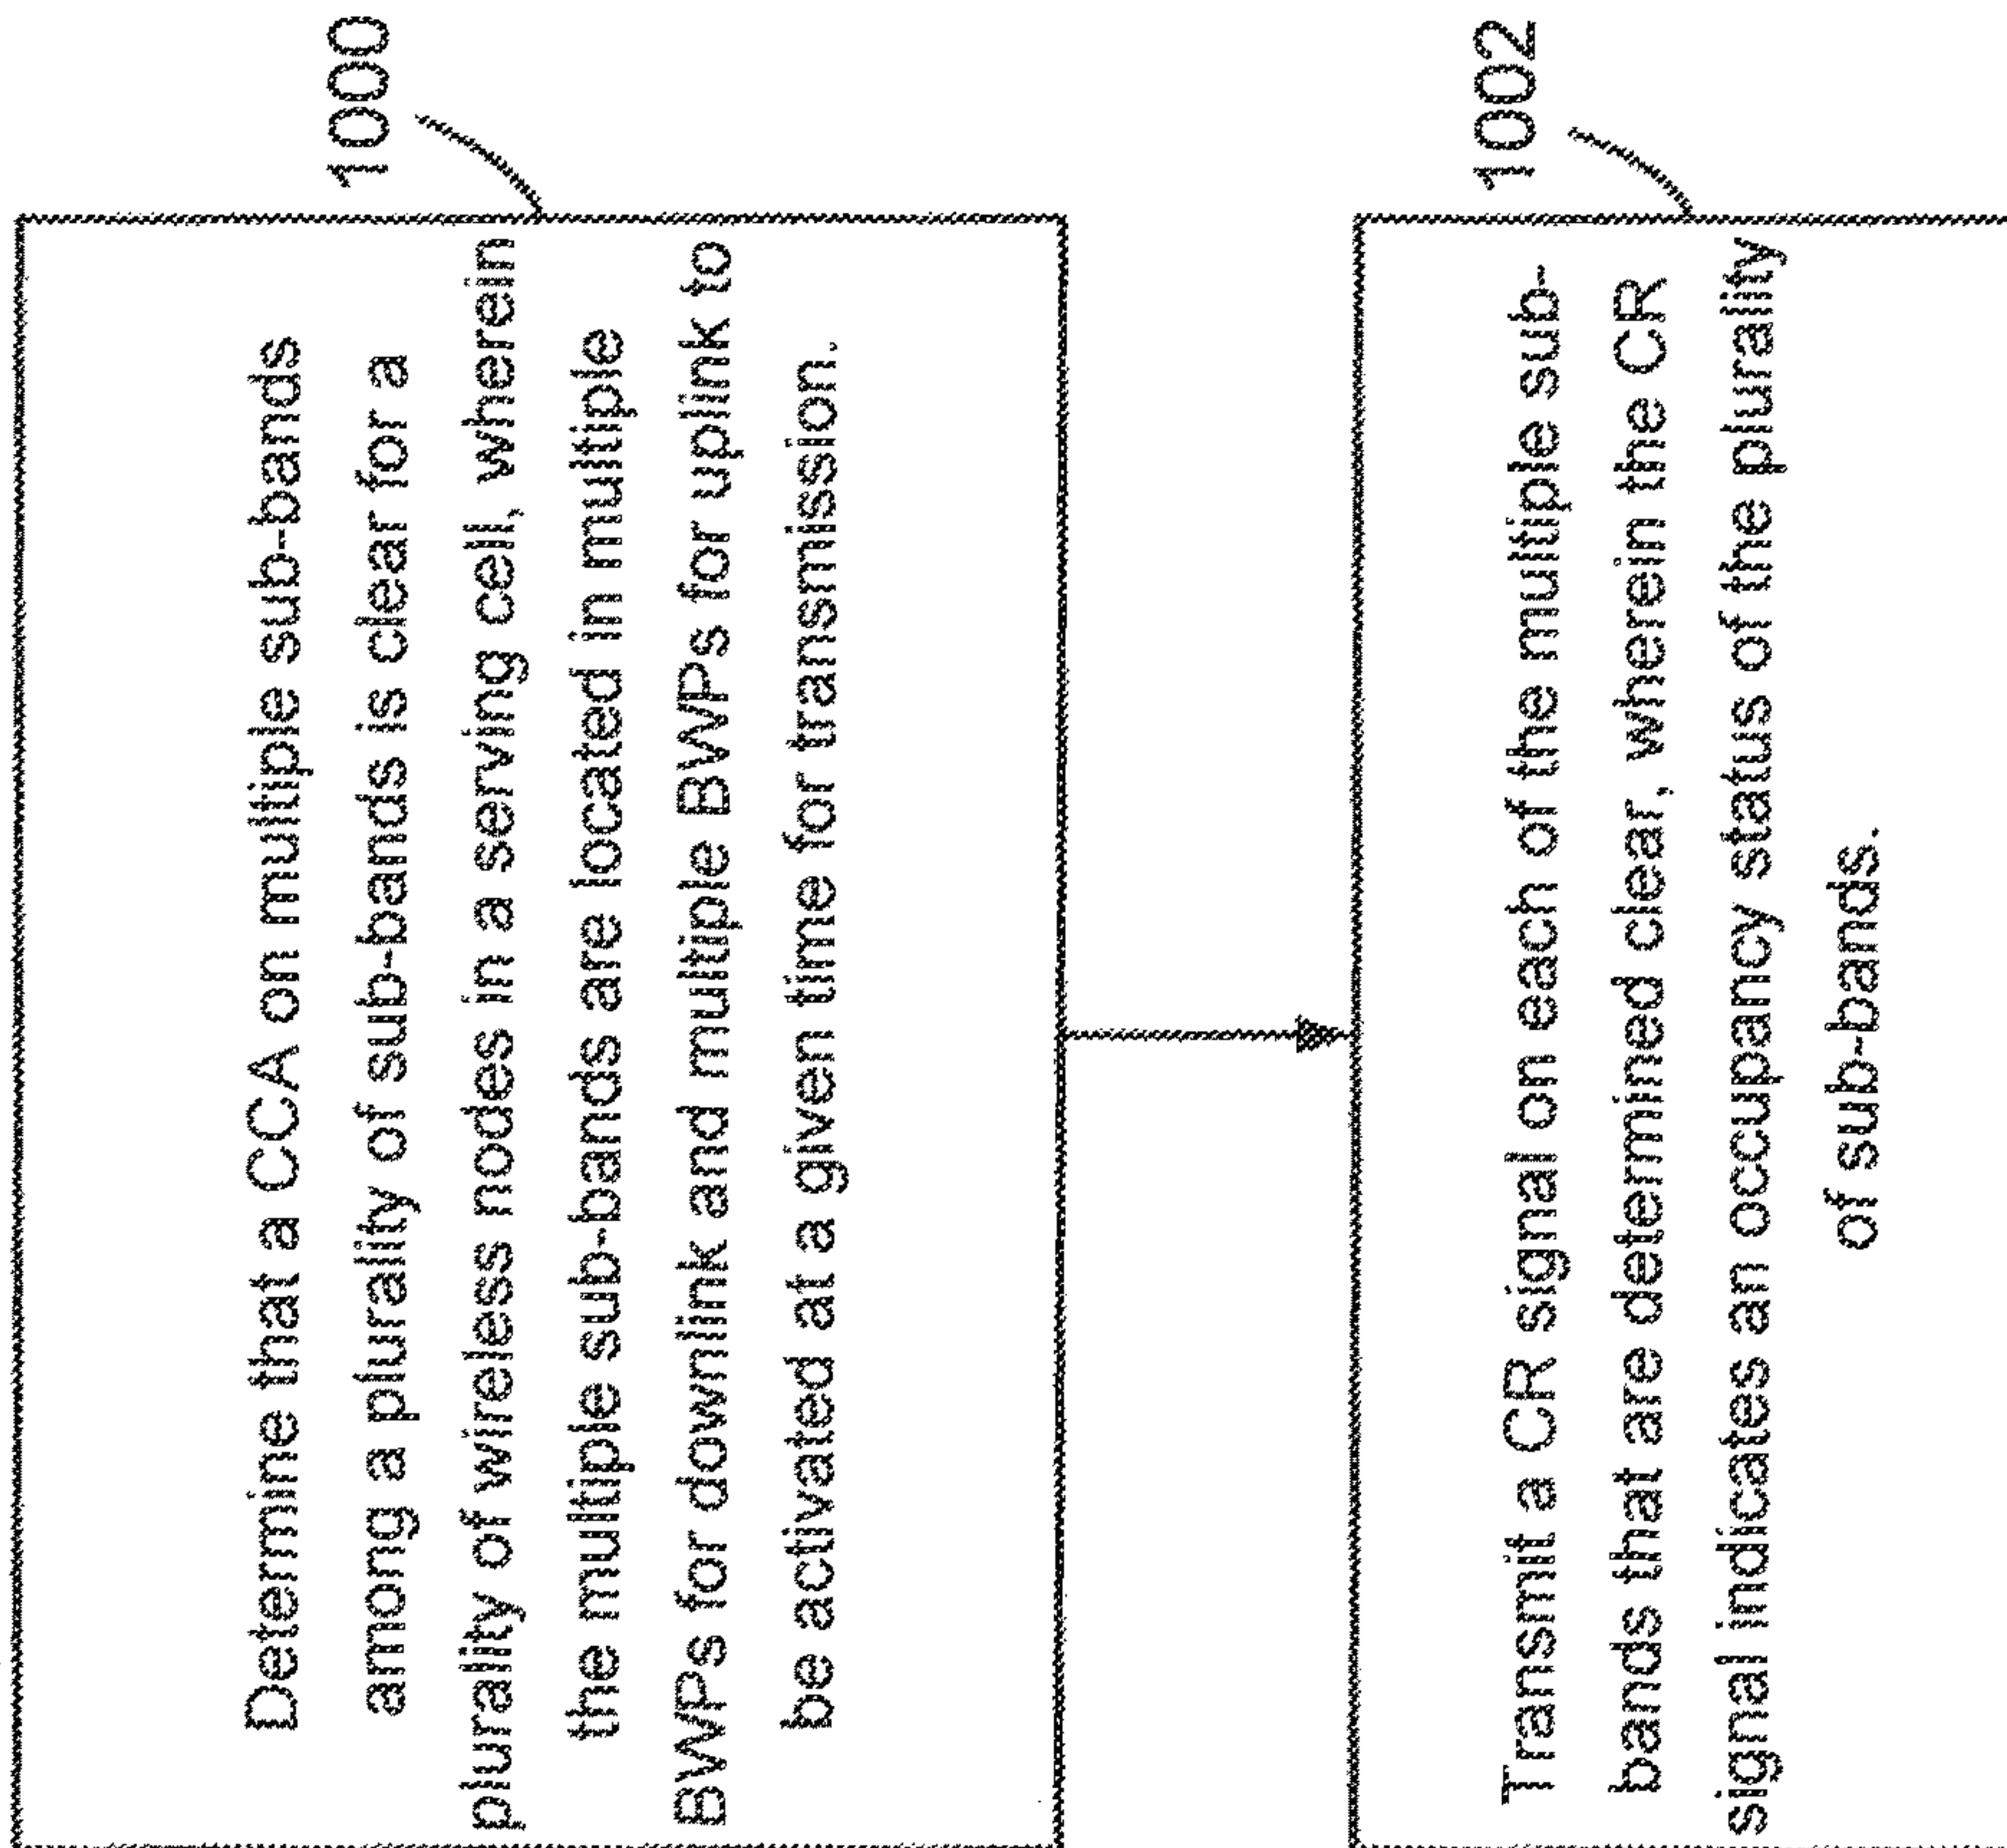 1000
Determine that a CCA on multiple sub-bands
among a plurality of sub-bands is clear for a
plurality of wireless nodes in a serving cell, wherein
the multiple sub-bands are located in multiple
BWPs for downlink and multiple BWPs for uplink to
be activated at a given time for transmission.
1002
Transmit a CR signal on each of the multiple sub-
bands that are determined clear, wherein the CR
signal indicates an occupancy status of the plurality
of sub-bands.